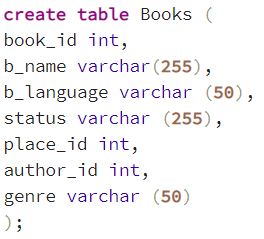 create table Books (
book_id int,
b_name varchar(255),
b_language varchar (50),
status varchar (255),
place_id int,
author_id int,
genre varchar (50)
);